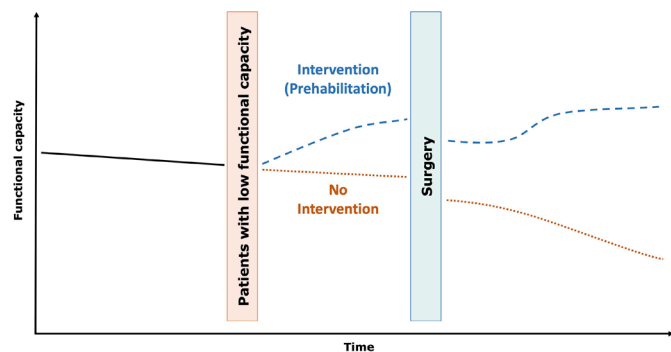 Functional capacity
Patients with low functional capacity
Intervention
(Prehabilitation)
No
Intervention
Surgery
Time